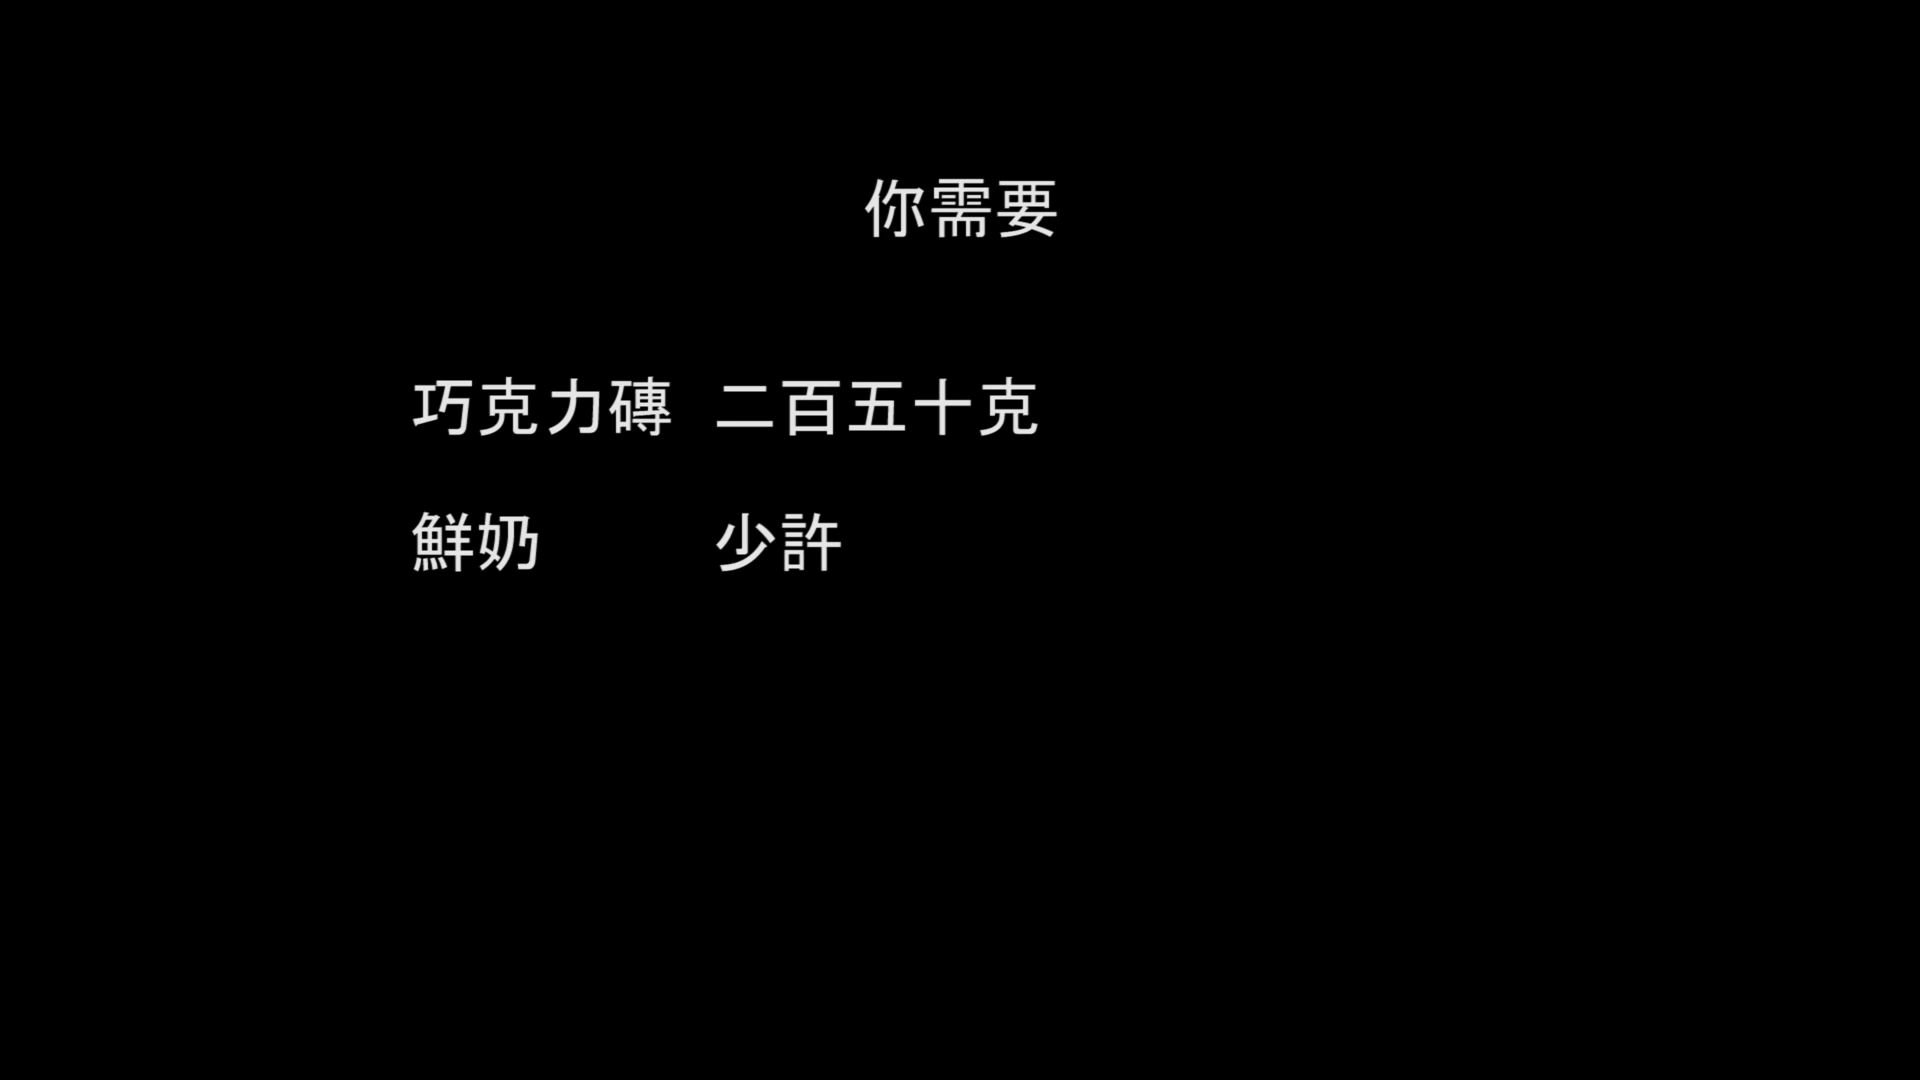 你需要
巧克力磚 二百五十克
鮮奶 少許